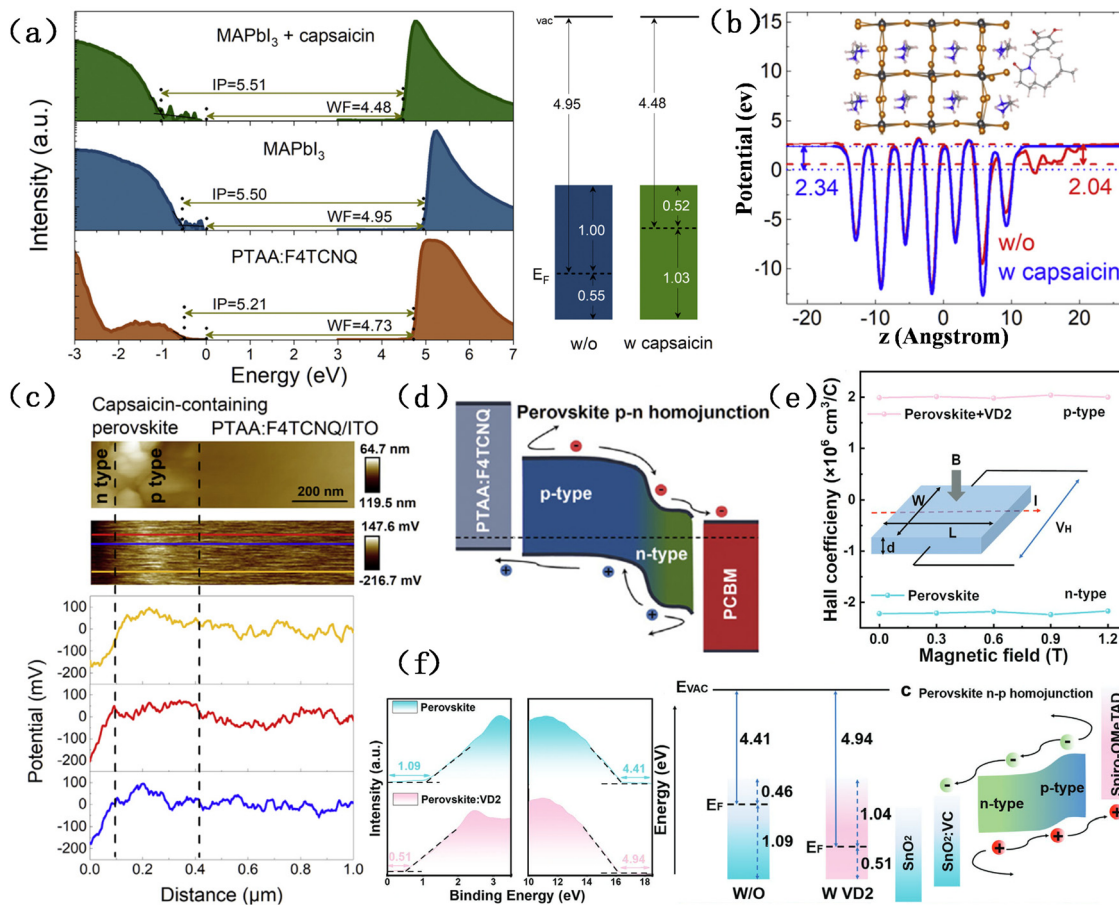 (a)
MAPbI3 + capsaicin
IP=5.51
WF=4.48
MAPbI3
IP=5.50
WF=4.95
PTAA:F4TCNQ
IP=5.21
WF=4.73
Intensity (a.u.)
-3 -2 -1 0 1 2 3 4 5 6 7
Energy (eV)
vac
4.95
4.48
1.00
0.52
EF
0.55
1.03
w/o
w capsaicin
(b)
Potential (ev)
15
10
5
0
-5
-10
2.34
2.04
w/o
w capsaicin
-20 -10 0 10 20
z (Angstrom)
(c)
Capsaicin-containing
perovskite
PTAA:F4TCNQ/ITO
n type
p type
200 nm
64.7 nm
119.5 nm
147.6 mV
-216.7 mV
Potential (mV)
100
0
-100
-200
100
0
-100
-200
100
0
-100
-200
0.0 0.2 0.4 0.6 0.8 1.0
Distance (μm)
(d)
Perovskite p-n homojunction
PTAA:F4TCNQ
p-type
n-type
PCBM
(e)
Hall coefficiency (×10⁶ cm³/C)
2
1
0
-1
-2
Perovskite+VD2
p-type
B
W
I
L
d
VH
Perovskite
n-type
0.0 0.3 0.6 0.9 1.2
Magnetic field (T)
(f)
Intensity (a.u.)
Perovskite
1.09
4.41
Perovskite:VD2
0.51
4.94
0 2 4 10 12 14 16 18
Binding Energy (eV)
Energy (eV)
EVAC
4.41
4.94
EF
0.46
1.09
1.04
EF
0.51
W/O
W VD2
SnO2
SnO2:VC
c Perovskite n-p homojunction
n-type
p-type
Spiro-OMeTAD